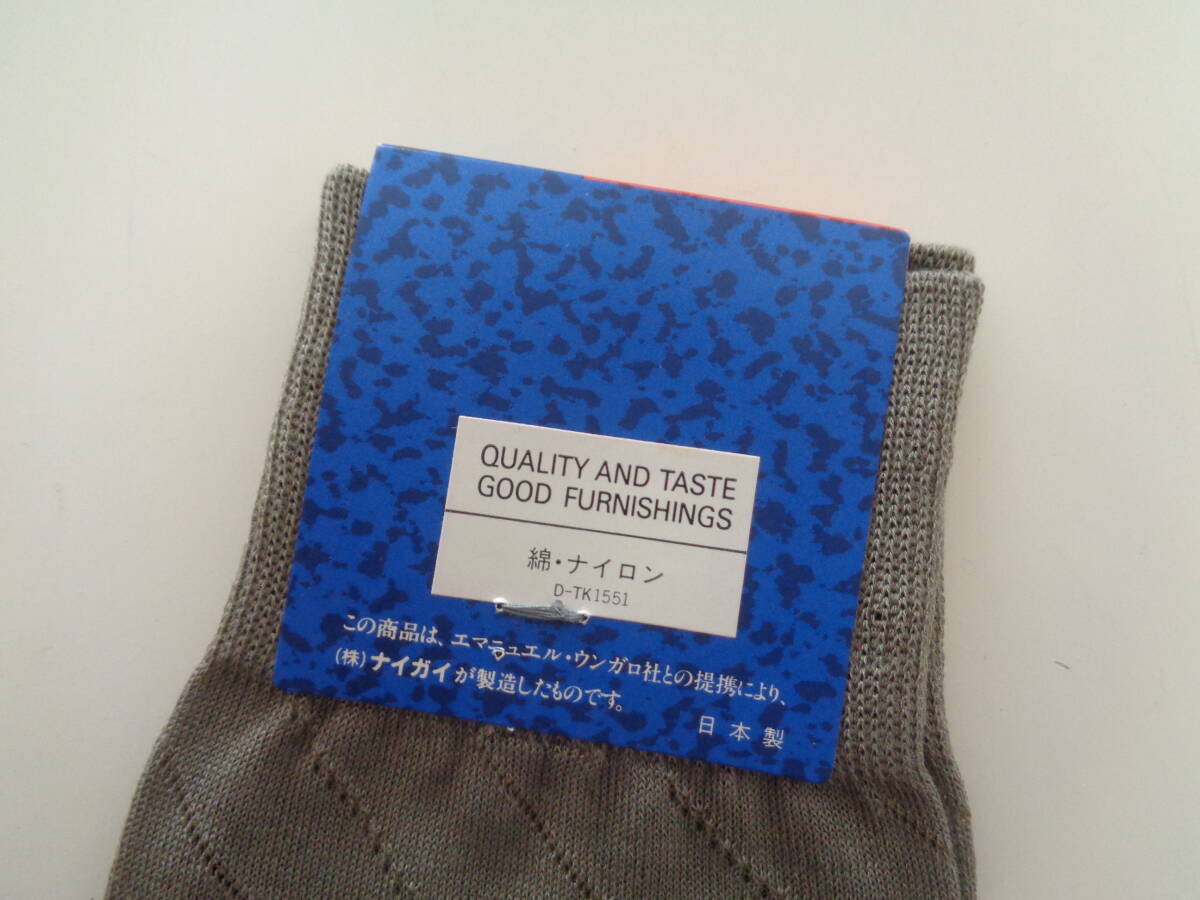 QUALITY AND TASTE
GOOD FURNISHINGS
綿・ナイロン
D-TK1551
この商品は、エマニュエル・ウンガロ社との提携により、
(株)ナイガイが製造したものです。
日本製